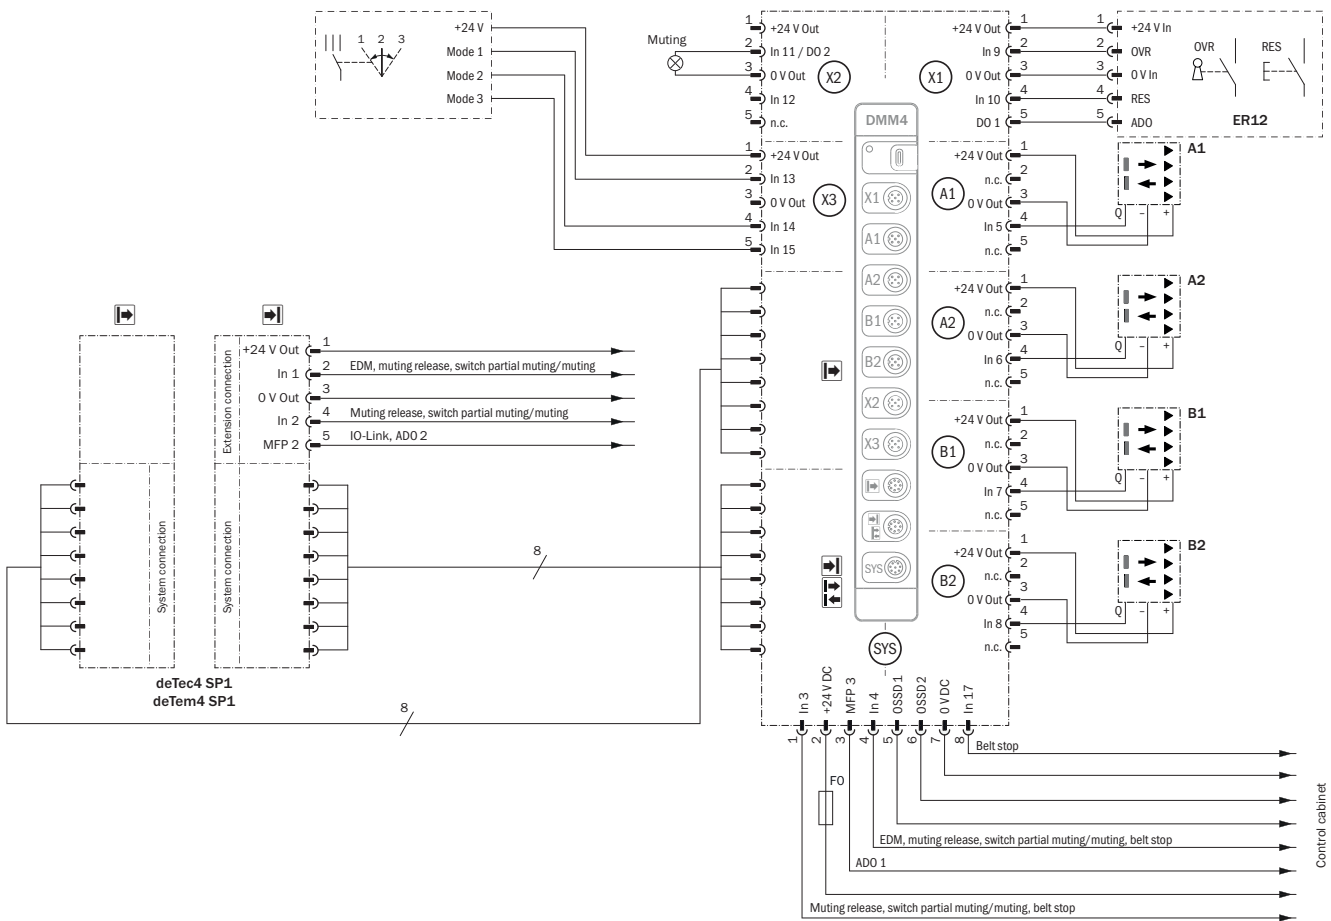 1 2 3
+24 V
Mode 1
Mode 2
Mode 3
Muting
1 +24 V Out
2 In 11 / DO 2
3 0 V Out
4 In 12
5 n.c.
X2
1 +24 V Out
2 In 13
3 0 V Out
4 In 14
5 In 15
X3
DMM4
X1
A1
A2
B1
B2
X2
X3
SYS
SYS
+24 V Out 1
In 9 2
0 V Out 3
In 10 4
DO 1 5
X1
1 +24 V In
2 OVR
3 0 V In
4 RES
5 ADO
OVR
RES
ER12
+24 V Out 1
n.c. 2
0 V Out 3
In 5 4
n.c. 5
A1
A1
Q – +
+24 V Out 1
n.c. 2
0 V Out 3
In 6 4
n.c. 5
A2
A2
Q – +
+24 V Out 1
n.c. 2
0 V Out 3
In 7 4
n.c. 5
B1
B1
Q – +
+24 V Out 1
n.c. 2
0 V Out 3
In 8 4
n.c. 5
B2
B2
Q – +
Extension connection
+24 V Out 1
In 1 2 EDM, muting release, switch partial muting/muting
0 V Out 3
In 2 4 Muting release, switch partial muting/muting
MFP 2 5 IO-Link, ADO 2
System connection
System connection
8
8
deTec4 SP1
deTem4 SP1
In 3
+24 V DC
MFP 3
In 4
OSSD 1
OSSD 2
0 V DC
In 17
1 2 3 4 5 6 7 8
Belt stop
F0
EDM, muting release, switch partial muting/muting, belt stop
ADO 1
Muting release, switch partial muting/muting, belt stop
Control cabinet